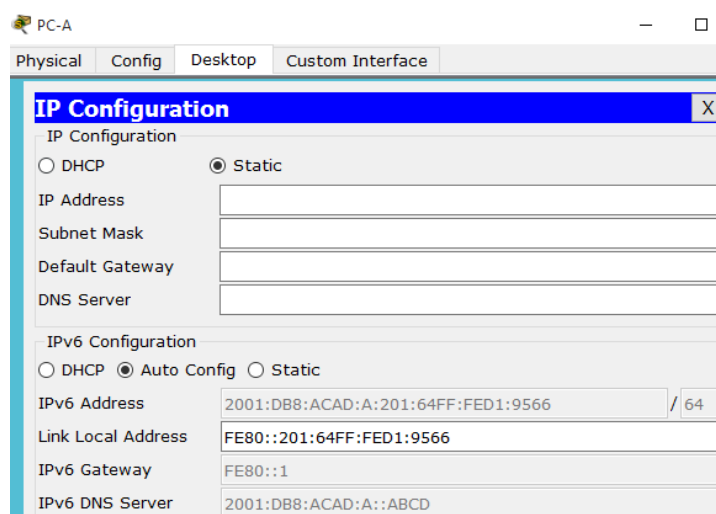 PC-A
Physical Config Desktop Custom Interface
IP Configuration X
IP Configuration
DHCP Static
IP Address
Subnet Mask
Default Gateway
DNS Server
IPv6 Configuration
DHCP Auto Config Static
IPv6 Address 2001:DB8:ACAD:A:201:64FF:FED1:9566 / 64
Link Local Address FE80::201:64FF:FED1:9566
IPv6 Gateway FE80::1
IPv6 DNS Server 2001:DB8:ACAD:A::ABCD